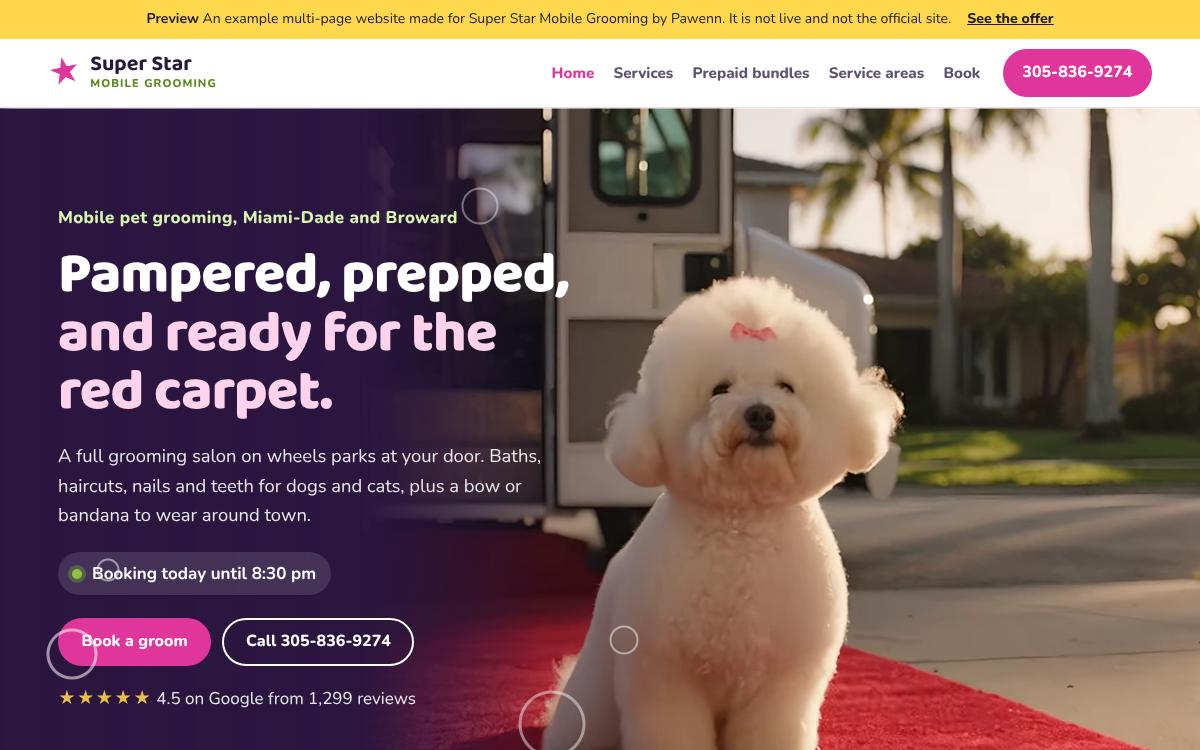 Preview An example multi-page website made for Super Star Mobile Grooming by Pawenn. It is not live and not the official site. See the offer
Super Star
MOBILE GROOMING
Home Services Prepaid bundles Service areas Book 305-836-9274
Mobile pet grooming, Miami-Dade and Broward
Pampered, prepped,
and ready for the
red carpet.
A full grooming salon on wheels parks at your door. Baths,
haircuts, nails and teeth for dogs and cats, plus a bow or
bandana to wear around town.
Booking today until 8:30 pm
Book a groom Call 305-836-9274
★★★★★ 4.5 on Google from 1,299 reviews